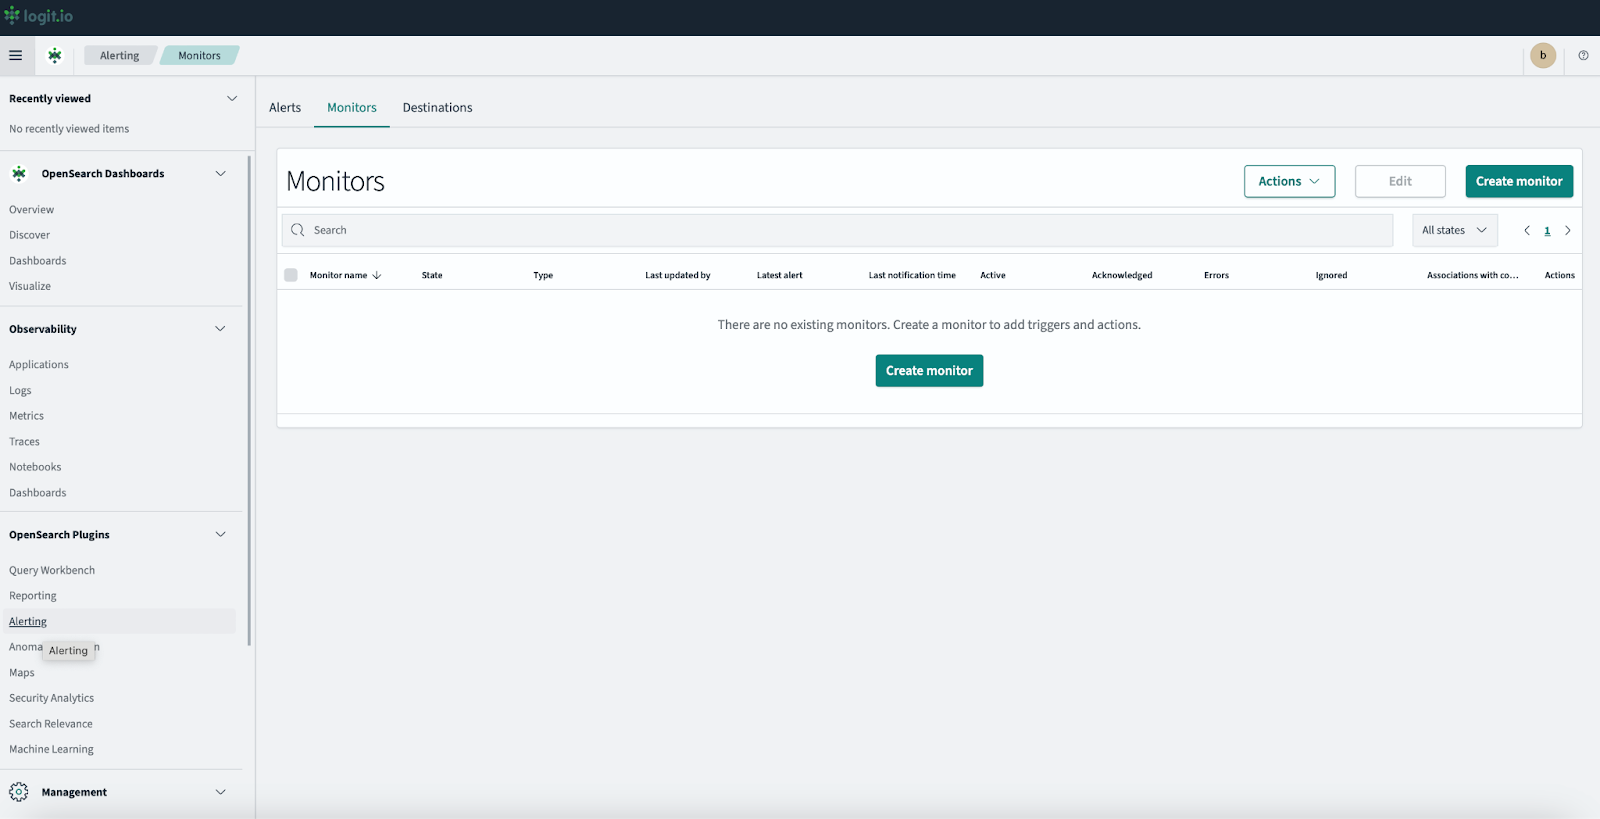 logit.io
Alerting Monitors b
Recently viewed
No recently viewed items
OpenSearch Dashboards
Overview
Discover
Dashboards
Visualize
Observability
Applications
Logs
Metrics
Traces
Notebooks
Dashboards
OpenSearch Plugins
Query Workbench
Reporting
Alerting
Anoma n
Alerting
Maps
Security Analytics
Search Relevance
Machine Learning
Management
Alerts Monitors Destinations
Monitors Actions Edit Create monitor
Search All states 1
Monitor name State Type Last updated by Latest alert Last notification time Active Acknowledged Errors Ignored Associations with co... Actions
There are no existing monitors. Create a monitor to add triggers and actions.
Create monitor